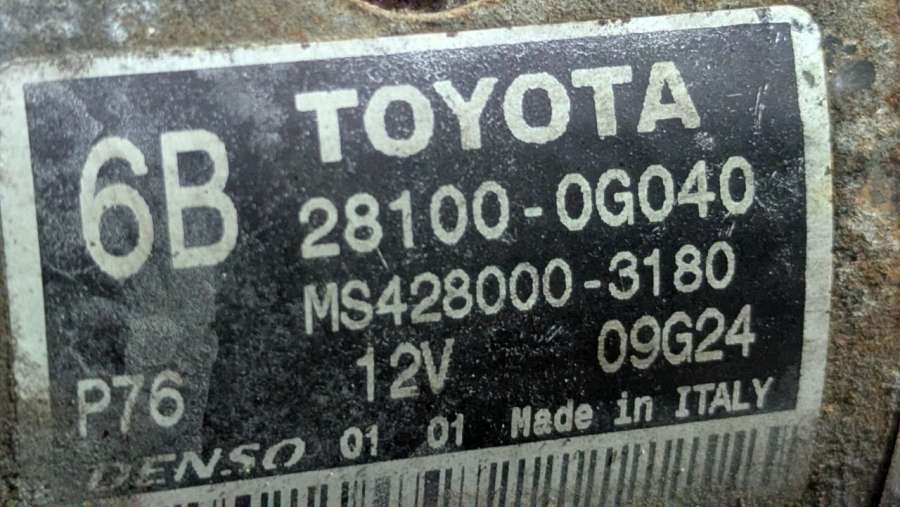 TOYOTA
6B
28100-0G040
MS428000-3180
12V 09G24
P76
DENSO 01 01 Made in ITALY